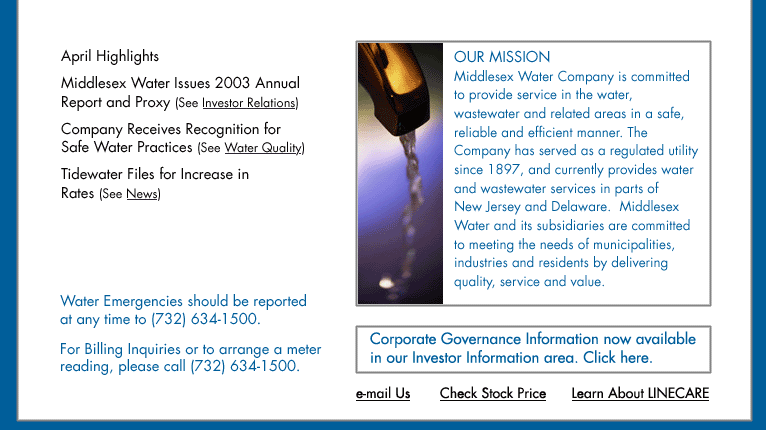 April Highlights
Middlesex Water Issues 2003 Annual
Report and Proxy (See Investor Relations)
Company Receives Recognition for
Safe Water Practices (See Water Quality)
Tidewater Files for Increase in
Rates (See News)
Water Emergencies should be reported
at any time to (732) 634-1500.
For Billing Inquiries or to arrange a meter
reading, please call (732) 634-1500.
OUR MISSION
Middlesex Water Company is committed
to provide service in the water,
wastewater and related areas in a safe,
reliable and efficient manner. The
Company has served as a regulated utility
since 1897, and currently provides water
and wastewater services in parts of
New Jersey and Delaware.  Middlesex
Water and its subsidiaries are committed
to meeting the needs of municipalities,
industries and residents by delivering
quality, service and value.
Corporate Governance Information now available
in our Investor Information area. Click here.
e-mail Us
Check Stock Price
Learn About LINECARE